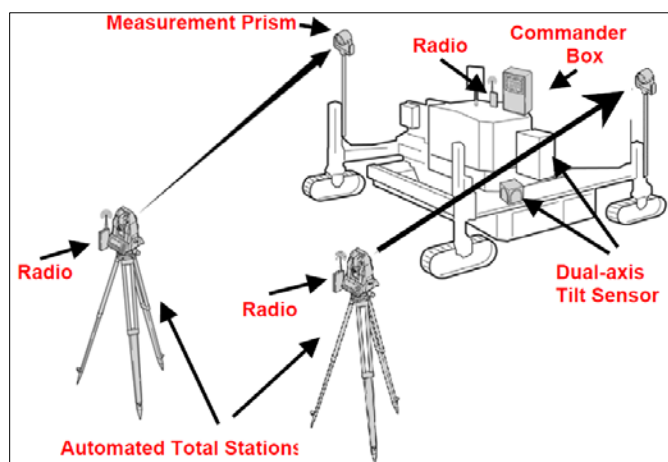 Measurement Prism
Radio
Commander
Box
Radio
Radio
Dual-axis
Tilt Sensor
Automated Total Stations